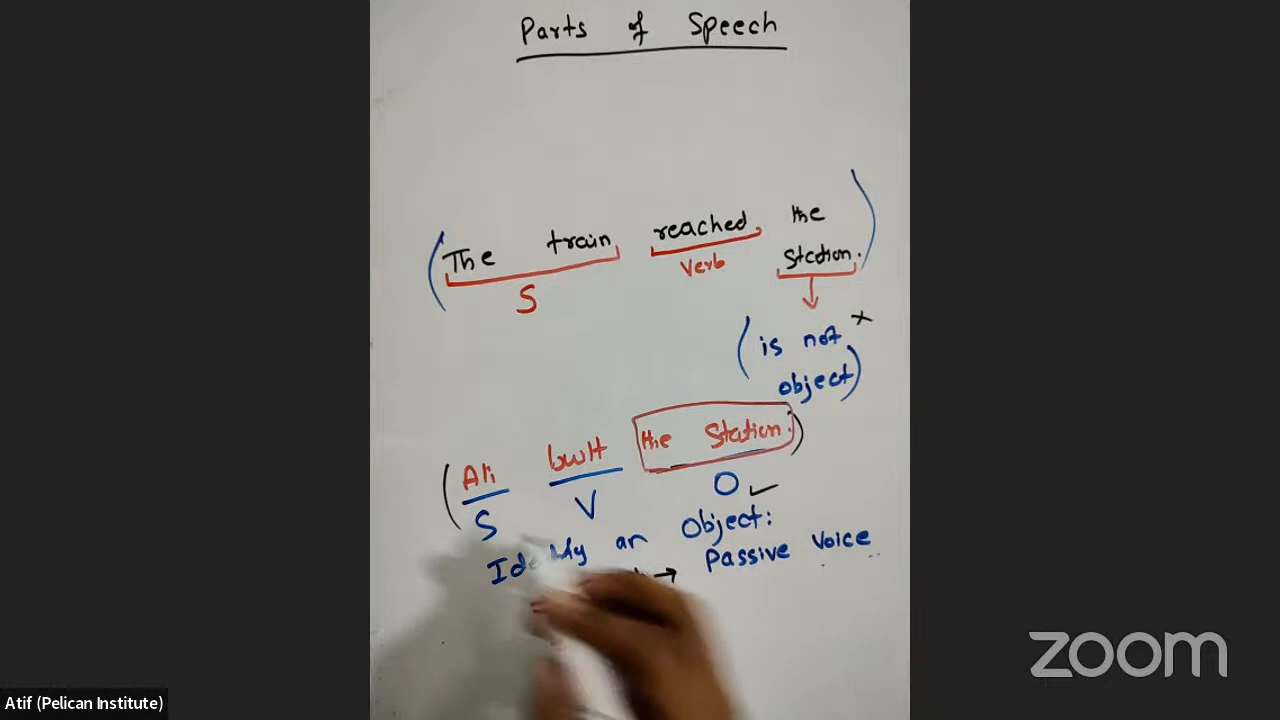 Parts of Speech
The train reached the
station.
S
Verb
(is not ×
object)
(Ali built the Station.)
S V O ✓
Identify an Object:
→ Passive Voice
zoom
Atif (Pelican Institute)